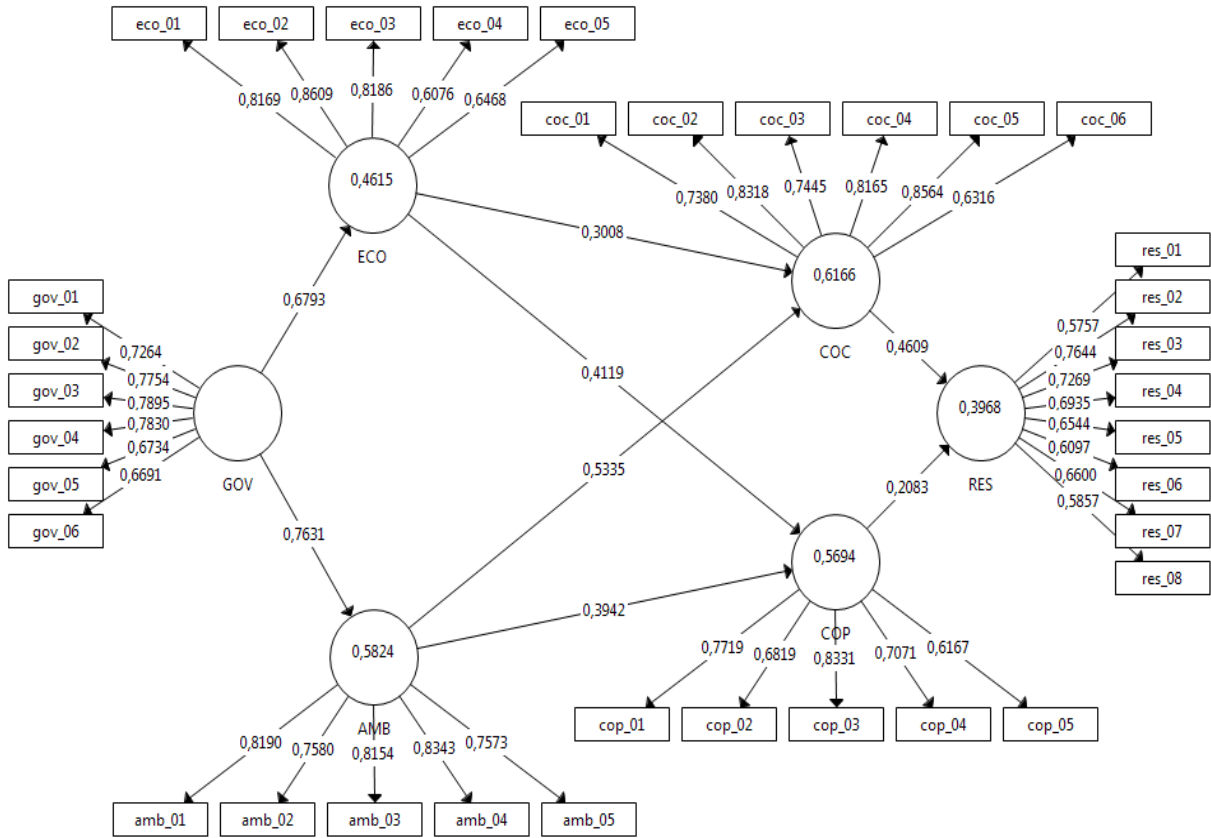 eco_01 eco_02 eco_03 eco_04 eco_05
0,8169 0,8609 0,8186 0,6076 0,6468
0,4615
ECO
coc_01 coc_02 coc_03 coc_04 coc_05 coc_06
0,7380 0,8318 0,7445 0,8165 0,8564 0,6316
0,3008
0,6166
COC
gov_01
gov_02
gov_03
gov_04
gov_05
gov_06
0,7264
0,7754
0,7895
0,7830
0,6734
0,6691
GOV
0,6793
0,7631
0,4119
0,5335
0,4609
0,2083
0,3968
RES
res_01
res_02
res_03
res_04
res_05
res_06
res_07
res_08
0,5757
0,7644
0,7269
0,6935
0,6544
0,6097
0,6600
0,5857
0,5694
COP
0,3942
0,7719 0,6819 0,8331 0,7071 0,6167
cop_01 cop_02 cop_03 cop_04 cop_05
0,5824
AMB
0,8190 0,7580 0,8154 0,8343 0,7573
amb_01 amb_02 amb_03 amb_04 amb_05